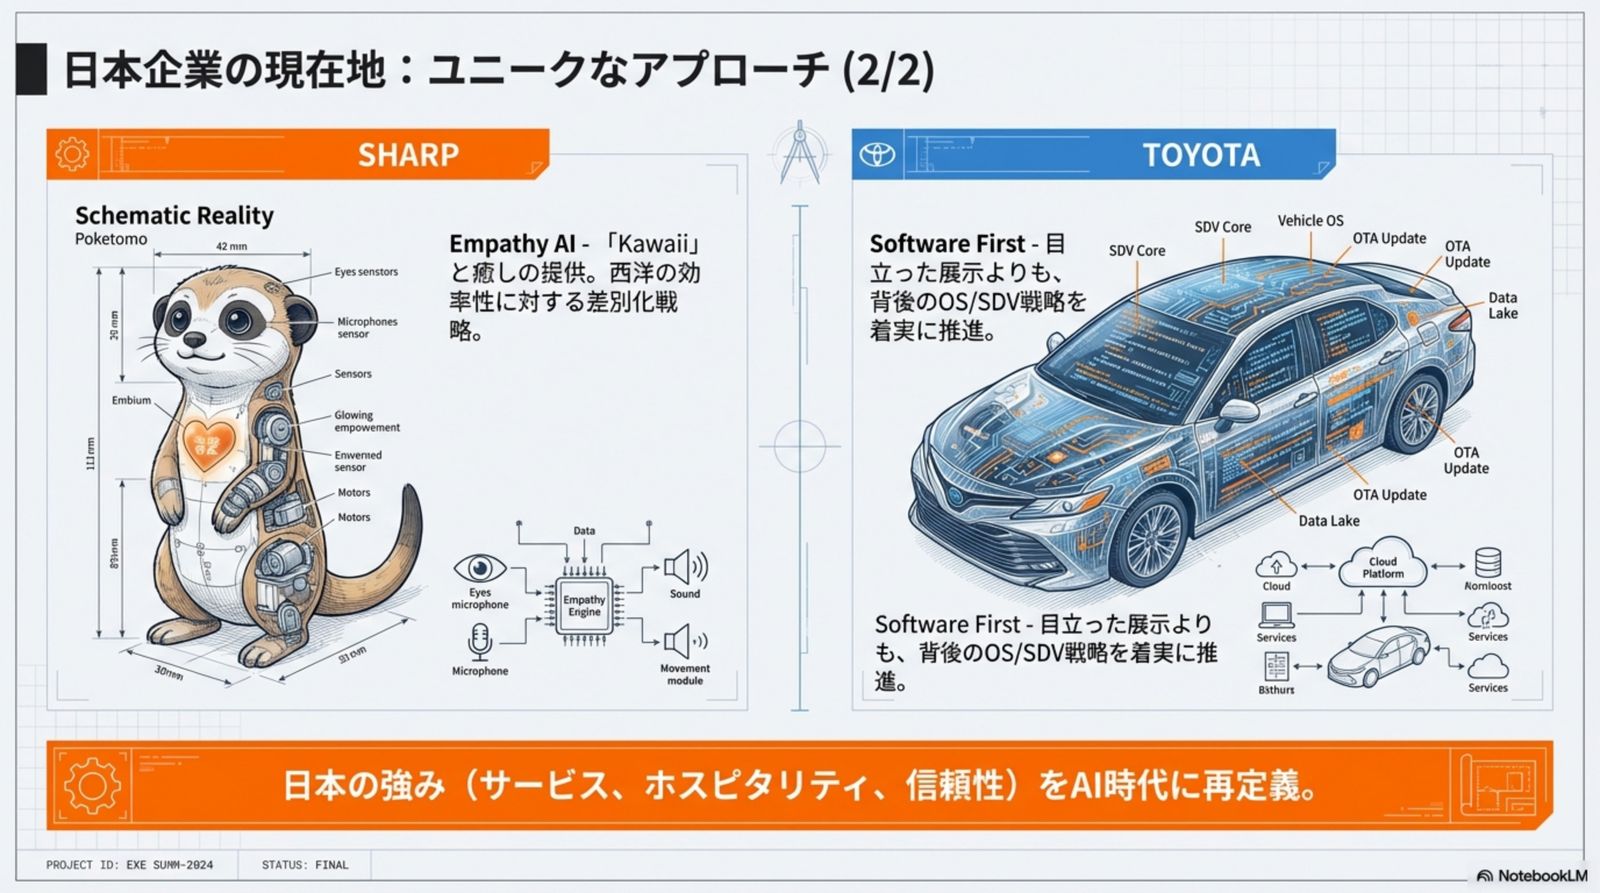 日本企業の現在地：ユニークなアプローチ (2/2)
SHARP
Schematic Reality
Poketomo
42 mm
Eyes senstors
Microphones
sensor
Sensors
Embium
Glowing
empowement
Enwented
sensor
Motors
Motors
30mm
Empathy AI - 「Kawaii」
と癒しの提供。西洋の効
率性に対する差別化戦
略。
Data
Eyes
microphone
Empathy
Engine
Sound
Microphone
Movement
module
TOYOTA
Software First - 目
立った展示よりも、
背後のOS/SDV戦略を
着実に推進。
SDV Core
SDV Core
Vehicle OS
OTA Update
OTA
Update
Data
Lake
OTA
Update
OTA Update
Data Lake
Software First - 目立った展示より
も、背後のOS/SDV戦略を着実に推
進。
Cloud
Cloud
Platform
Nomloost
Services
Services
Bāthurs
Services
日本の強み（サービス、ホスピタリティ、信頼性）をAI時代に再定義。
PROJECT ID: EXE SUMM-2024
STATUS: FINAL
NotebookLM